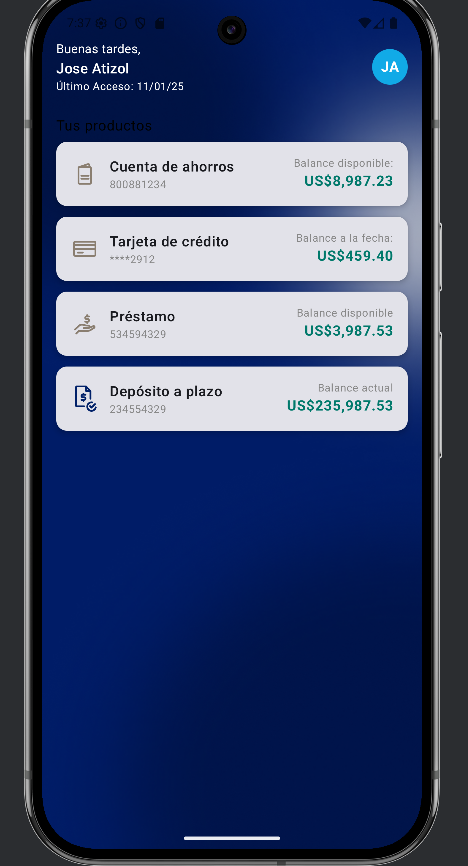 7:37
Buenas tardes,
Jose Atizol
JA
Último Acceso: 11/01/25
Tus productos
Cuenta de ahorros
800881234
Balance disponible:
US$8,987.23
Tarjeta de crédito
****2912
Balance a la fecha:
US$459.40
Préstamo
534594329
Balance disponible
US$3,987.53
Depósito a plazo
234554329
Balance actual
US$235,987.53